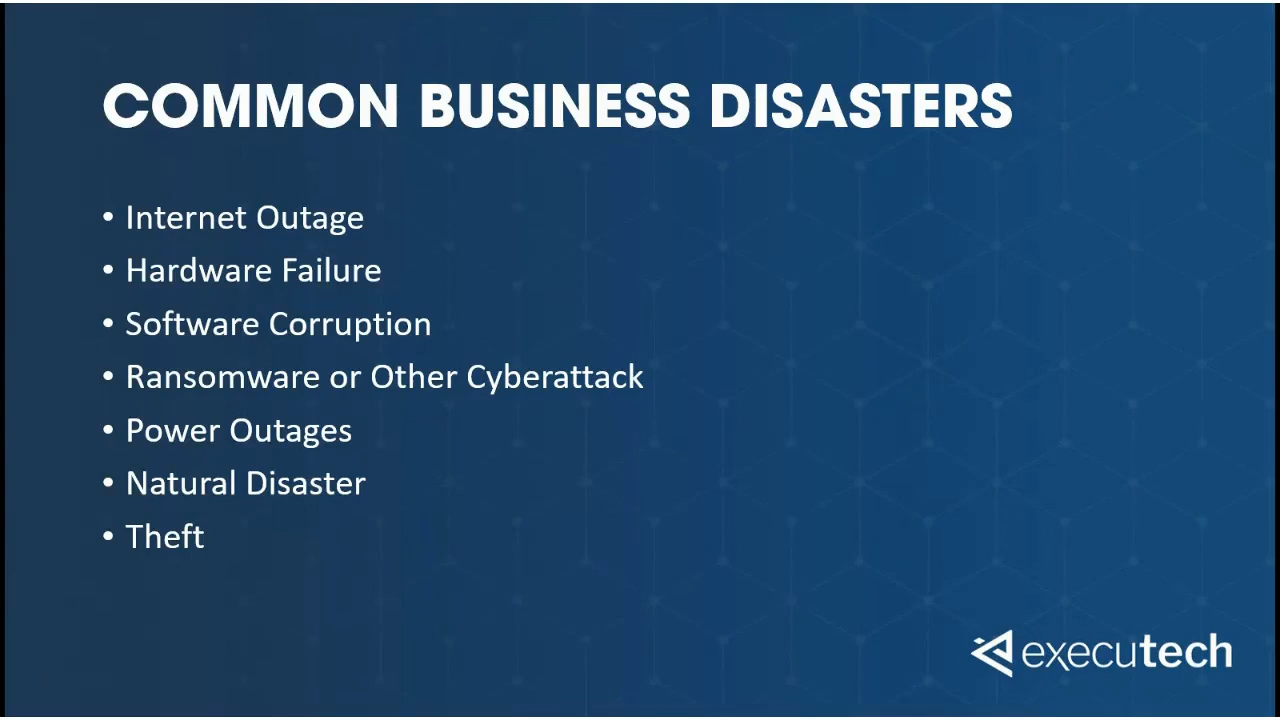 COMMON BUSINESS DISASTERS
• Internet Outage
• Hardware Failure
• Software Corruption
• Ransomware or Other Cyberattack
• Power Outages
• Natural Disaster
• Theft
executech